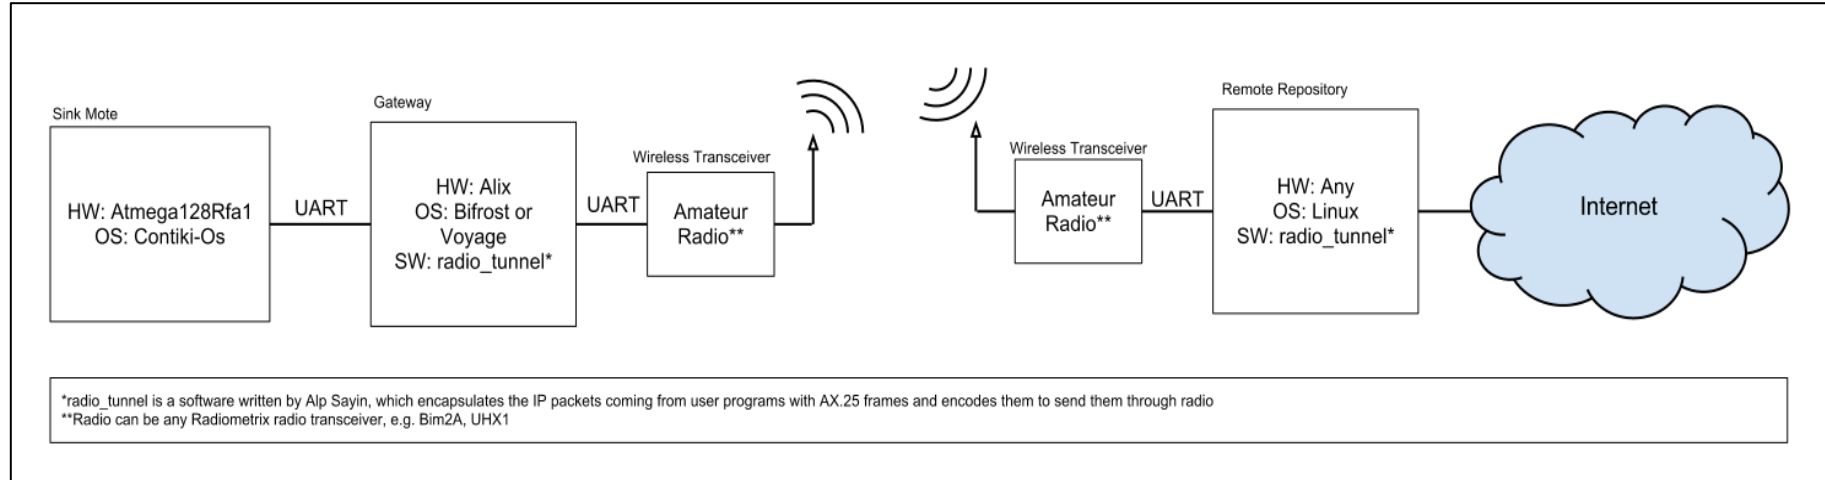 Sink Mote
HW: Atmega128Rfa1
OS: Contiki-Os
UART
Gateway
HW: Alix
OS: Bifrost or
Voyage
SW: radio_tunnel*
UART
Wireless Transceiver
Amateur
Radio**
Wireless Transceiver
Amateur
Radio**
UART
Remote Repository
HW: Any
OS: Linux
SW: radio_tunnel*
Internet
*radio_tunnel is a software written by Alp Sayin, which encapsulates the IP packets coming from user programs with AX.25 frames and encodes them to send them through radio
**Radio can be any Radiometrix radio transceiver, e.g. Bim2A, UHX1